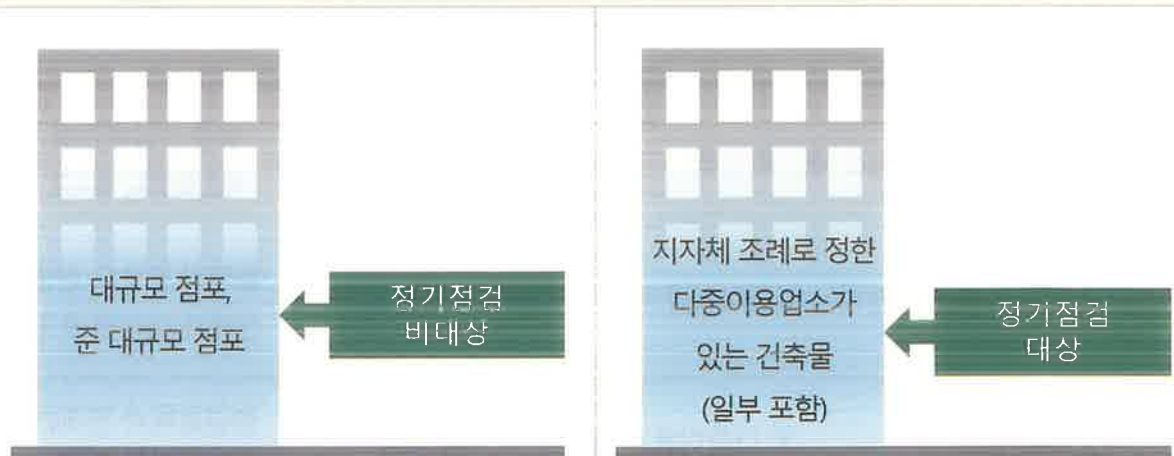 대규모 점포,
준 대규모 점포
정기점검
비대상
지자체 조례로 정한
다중이용업소가
있는 건축물
(일부 포함)
정기점검
대상